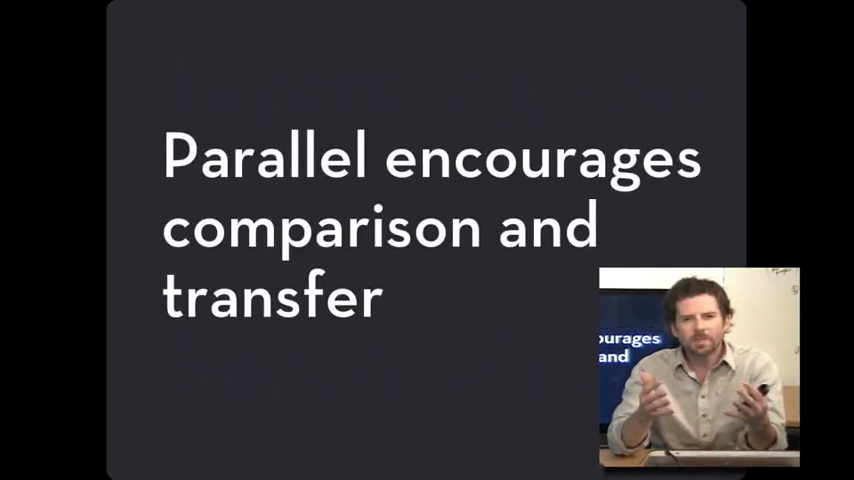 Parallel encourages
comparison and
transfer
ourages
and